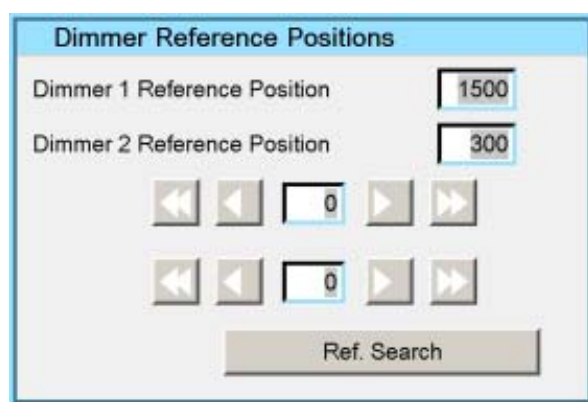 Dimmer Reference Positions
Dimmer 1 Reference Position 1500
Dimmer 2 Reference Position 300
0
0
Ref. Search